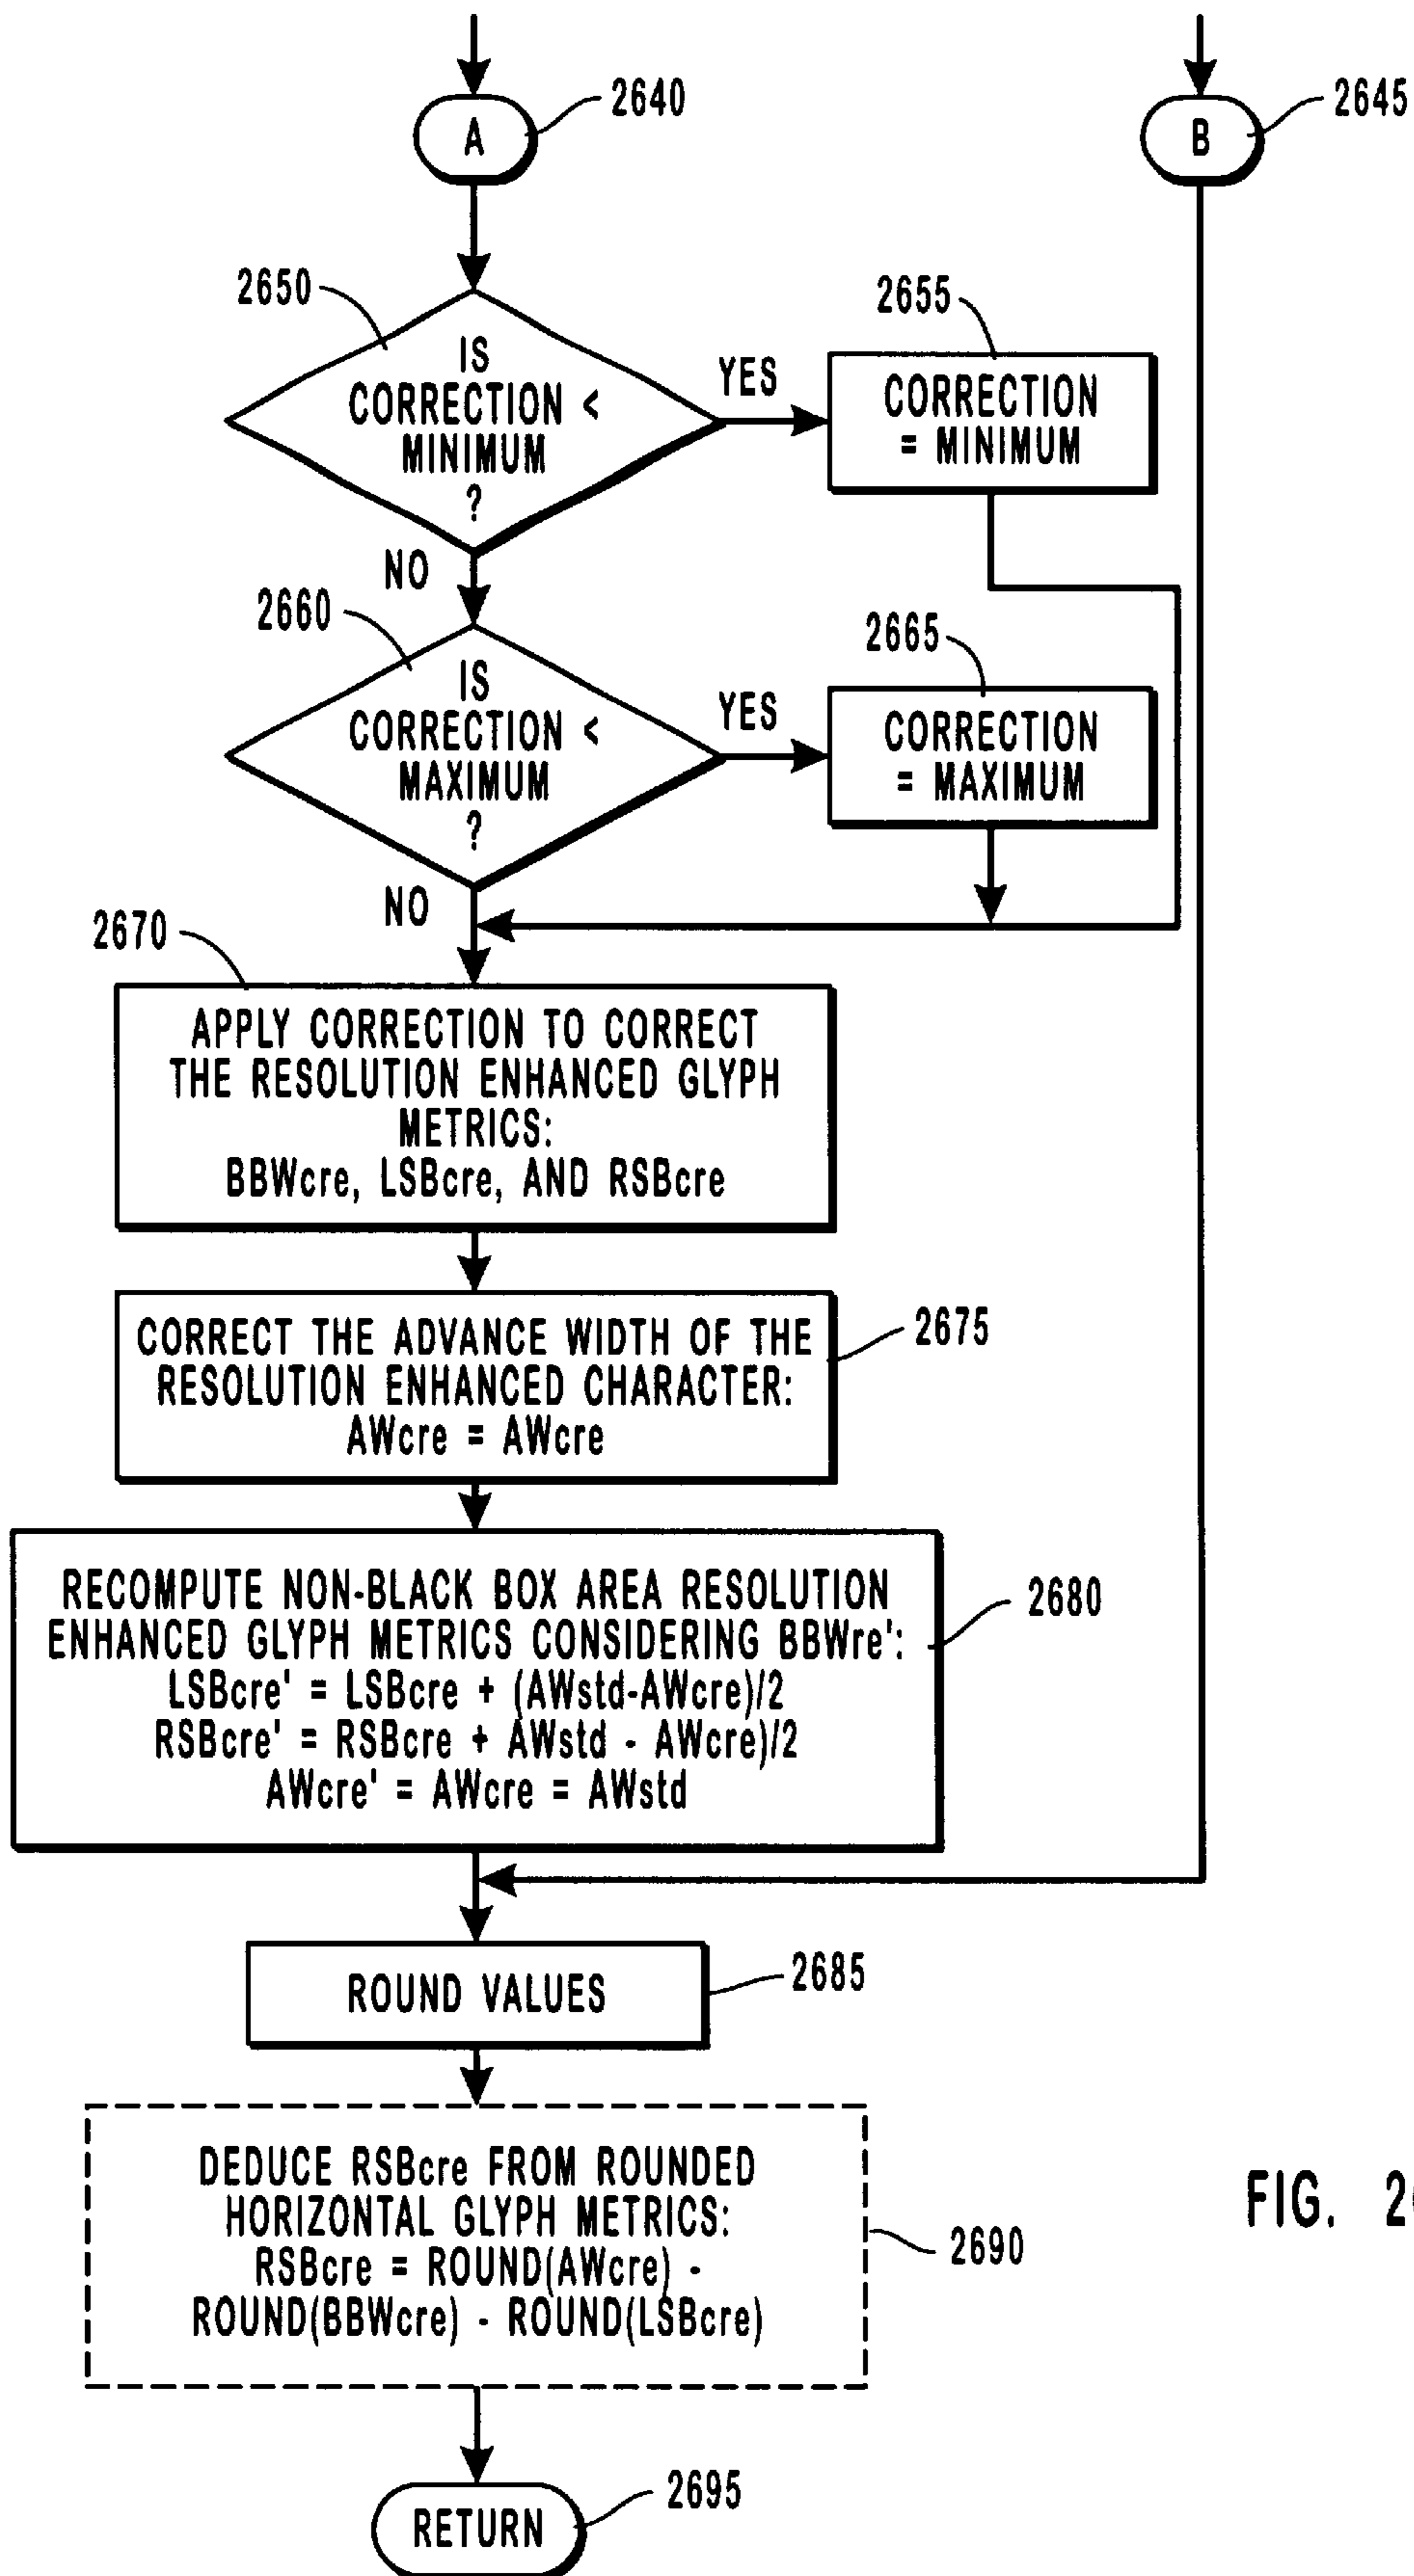 A
2640
B
2645
2650
IS
CORRECTION <
MINIMUM
?
YES
2655
CORRECTION
= MINIMUM
NO
2660
IS
CORRECTION <
MAXIMUM
?
YES
2665
CORRECTION
= MAXIMUM
NO
2670
APPLY CORRECTION TO CORRECT
THE RESOLUTION ENHANCED GLYPH
METRICS:
BBWcre, LSBcre, AND RSBcre
CORRECT THE ADVANCE WIDTH OF THE
RESOLUTION ENHANCED CHARACTER:
AWcre = AWcre
2675
RECOMPUTE NON-BLACK BOX AREA RESOLUTION
ENHANCED GLYPH METRICS CONSIDERING BBWre':
LSBcre' = LSBcre + (AWstd-AWcre)/2
RSBcre' = RSBcre + AWstd - AWcre)/2
AWcre' = AWcre = AWstd
2680
ROUND VALUES
2685
DEDUCE RSBcre FROM ROUNDED
HORIZONTAL GLYPH METRICS:
RSBcre = ROUND(AWcre) -
ROUND(BBWcre) - ROUND(LSBcre)
2690
FIG. 2
RETURN
2695